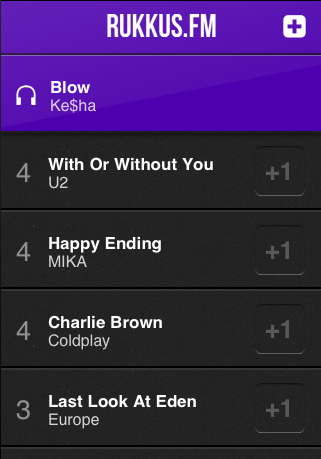 RUKKUS.FM
Blow
Ke$ha
4
With Or Without You
U2
+1
4
Happy Ending
MIKA
+1
4
Charlie Brown
Coldplay
+1
3
Last Look At Eden
Europe
+1